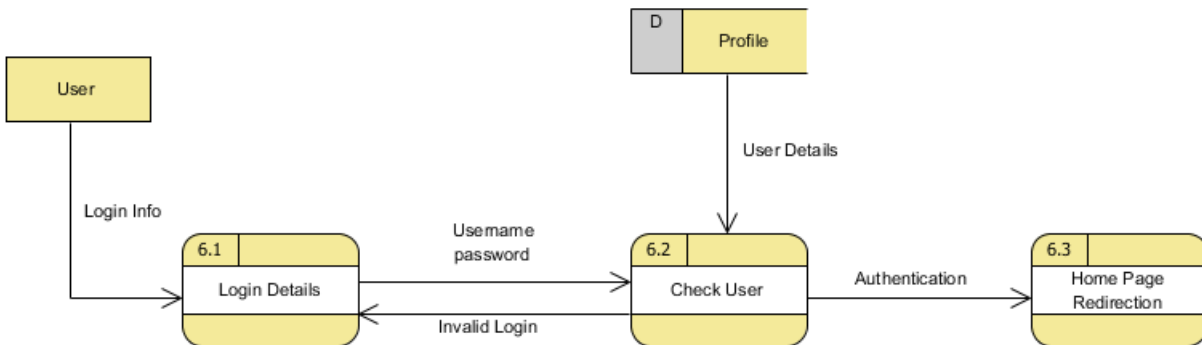 D
Profile
User
User Details
Login Info
Username
password
6.1
Login Details
6.2
Check User
Authentication
6.3
Home Page
Redirection
Invalid Login